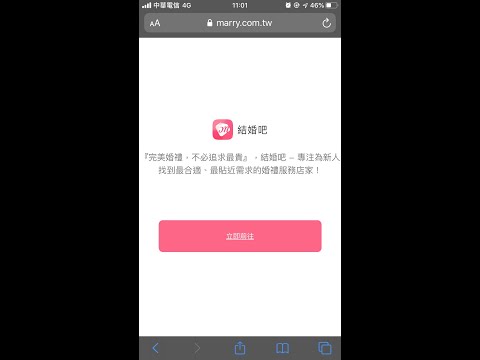 中華電信 4G 11:01 46%
AA marry.com.tw
結婚吧
『完美婚禮，不必追求最貴』，結婚吧 – 專注為新人
找到最合適、最貼近需求的婚禮服務店家！
立即前往